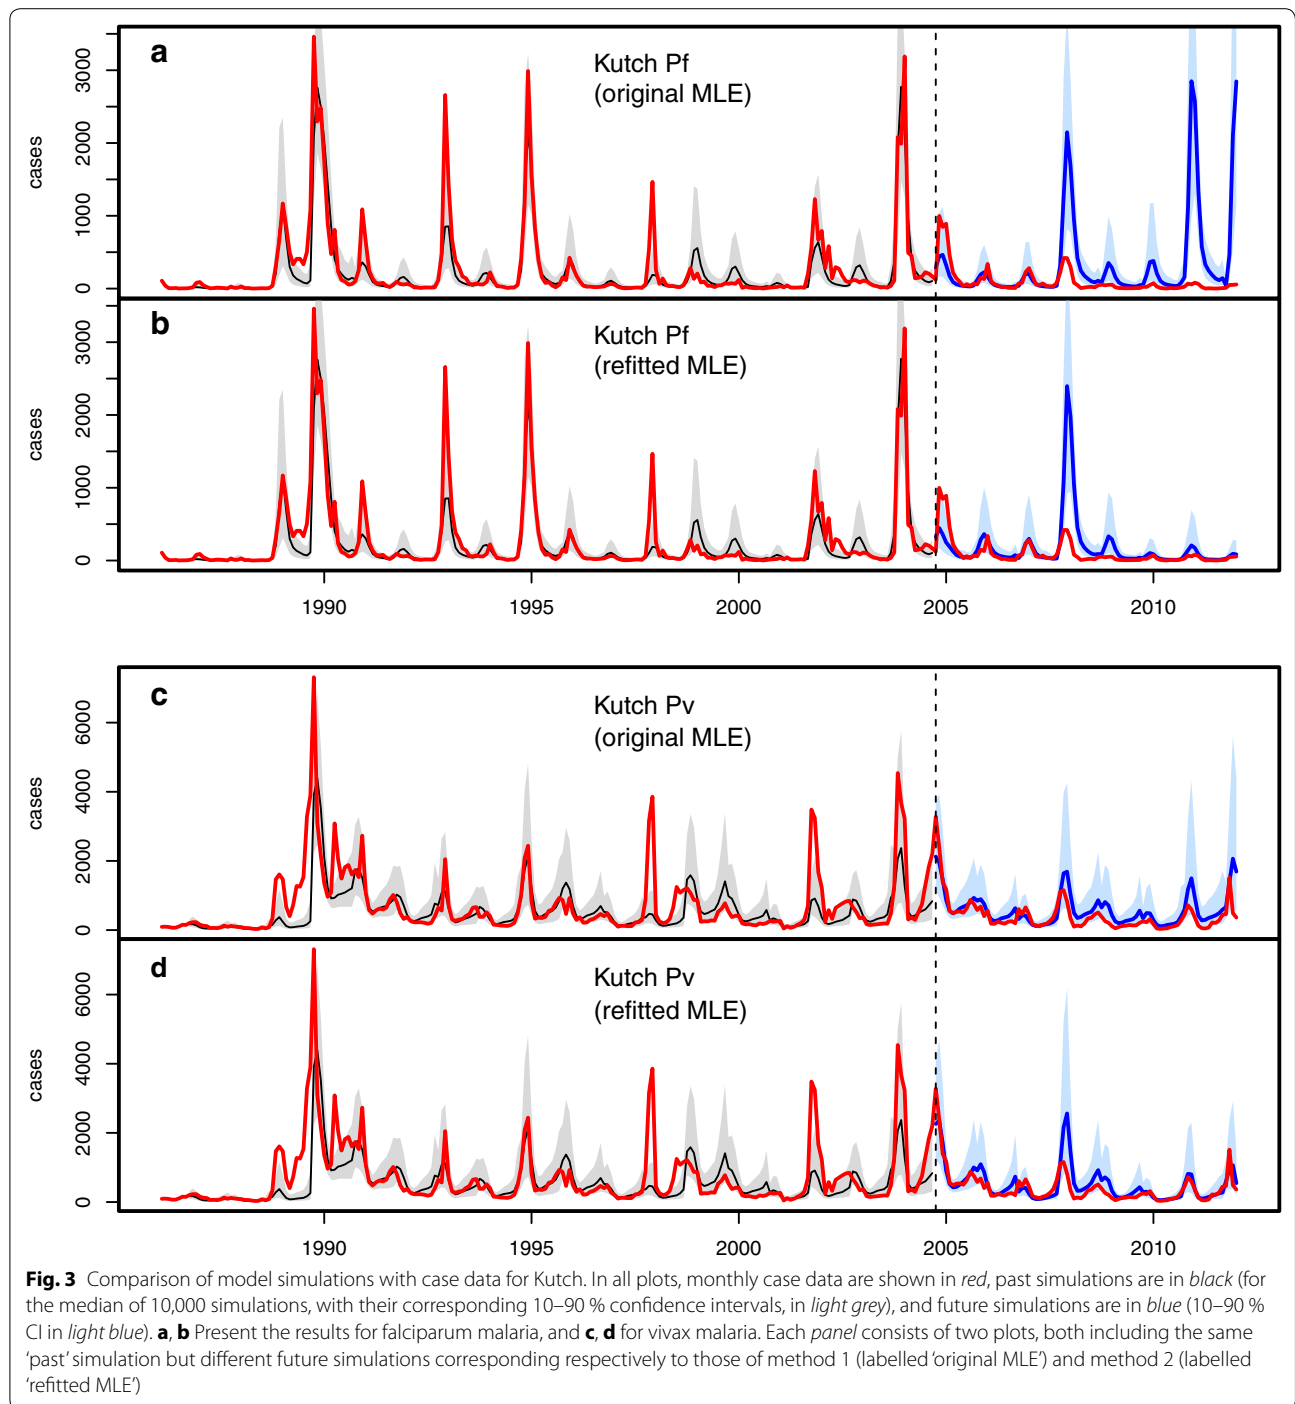 a
Kutch Pf
(original MLE)
cases
0
1000
2000
3000
b
Kutch Pf
(refitted MLE)
cases
0
1000
2000
3000
1990
1995
2000
2005
2010
c
Kutch Pv
(original MLE)
cases
0
2000
4000
6000
d
Kutch Pv
(refitted MLE)
cases
0
2000
4000
6000
1990
1995
2000
2005
2010
Fig. 3 Comparison of model simulations with case data for Kutch. In all plots, monthly case data are shown in red, past simulations are in black (for
the median of 10,000 simulations, with their corresponding 10–90 % confidence intervals, in light grey), and future simulations are in blue (10–90 %
CI in light blue). a, b Present the results for falciparum malaria, and c, d for vivax malaria. Each panel consists of two plots, both including the same
‘past’ simulation but different future simulations corresponding respectively to those of method 1 (labelled ‘original MLE’) and method 2 (labelled
‘refitted MLE’)